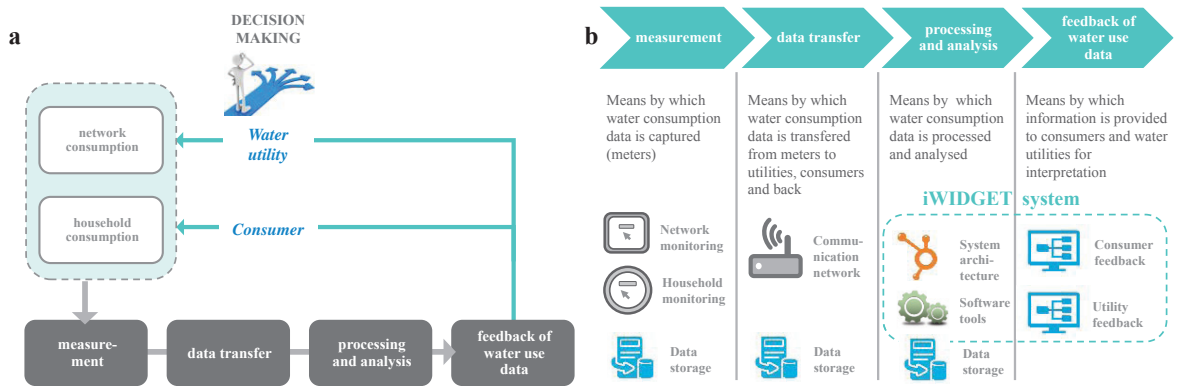 a
DECISION
MAKING
network
consumption
Water
utility
household
consumption
Consumer
measure-
ment
data transfer
processing
and analysis
feedback of
water use
data
b
measurement
data transfer
processing
and analysis
feedback of
water use
data
Means by which
water consumption
data is captured
(meters)
Means by which
water consumption
data is transfered
from meters to
utilities, consumers
and back
Means by which
water consumption
data is processed
and analysed
Means by which
information is provided
to consumers and water
utilities for
interpretation
iWIDGET system
Network
monitoring
Household
monitoring
Data
storage
Commu-
nication
network
Data
storage
System
archi-
tecture
Software
tools
Data
storage
Consumer
feedback
Utility
feedback